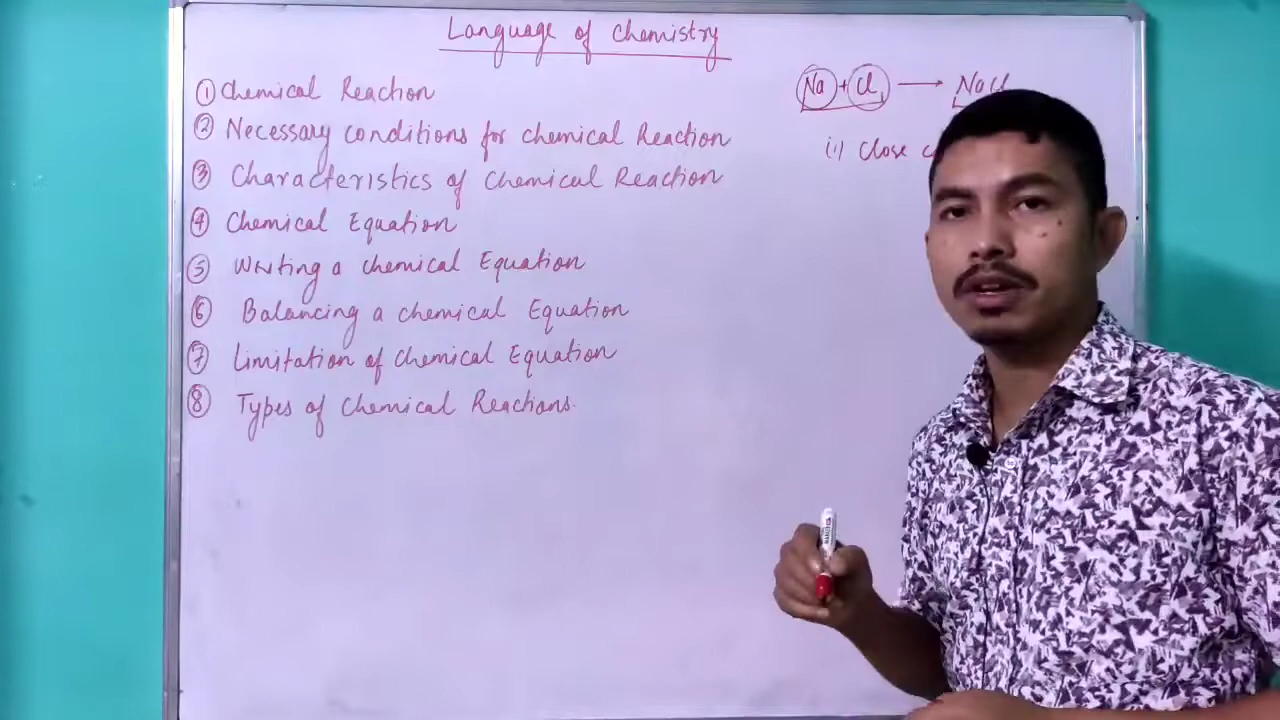 Language of Chemistry
① Chemical Reaction
② Necessary conditions for Chemical Reaction
③ Characteristics of Chemical Reaction
④ Chemical Equation
⑤ Writing a chemical Equation
⑥ Balancing a chemical Equation
⑦ Limitation of Chemical Equation
⑧ Types of Chemical Reactions.
Na + Cl → NaCl
(i) Close